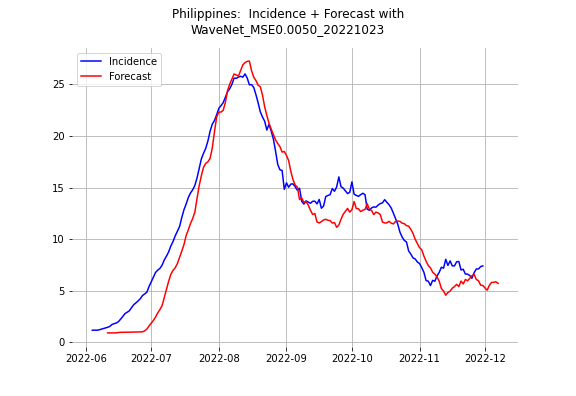 Philippines:  Incidence + Forecast with
WaveNet_MSE0.0050_20221023
Incidence
Forecast
25
20
15
10
5
0
2022-06 2022-07 2022-08 2022-09 2022-10 2022-11 2022-12